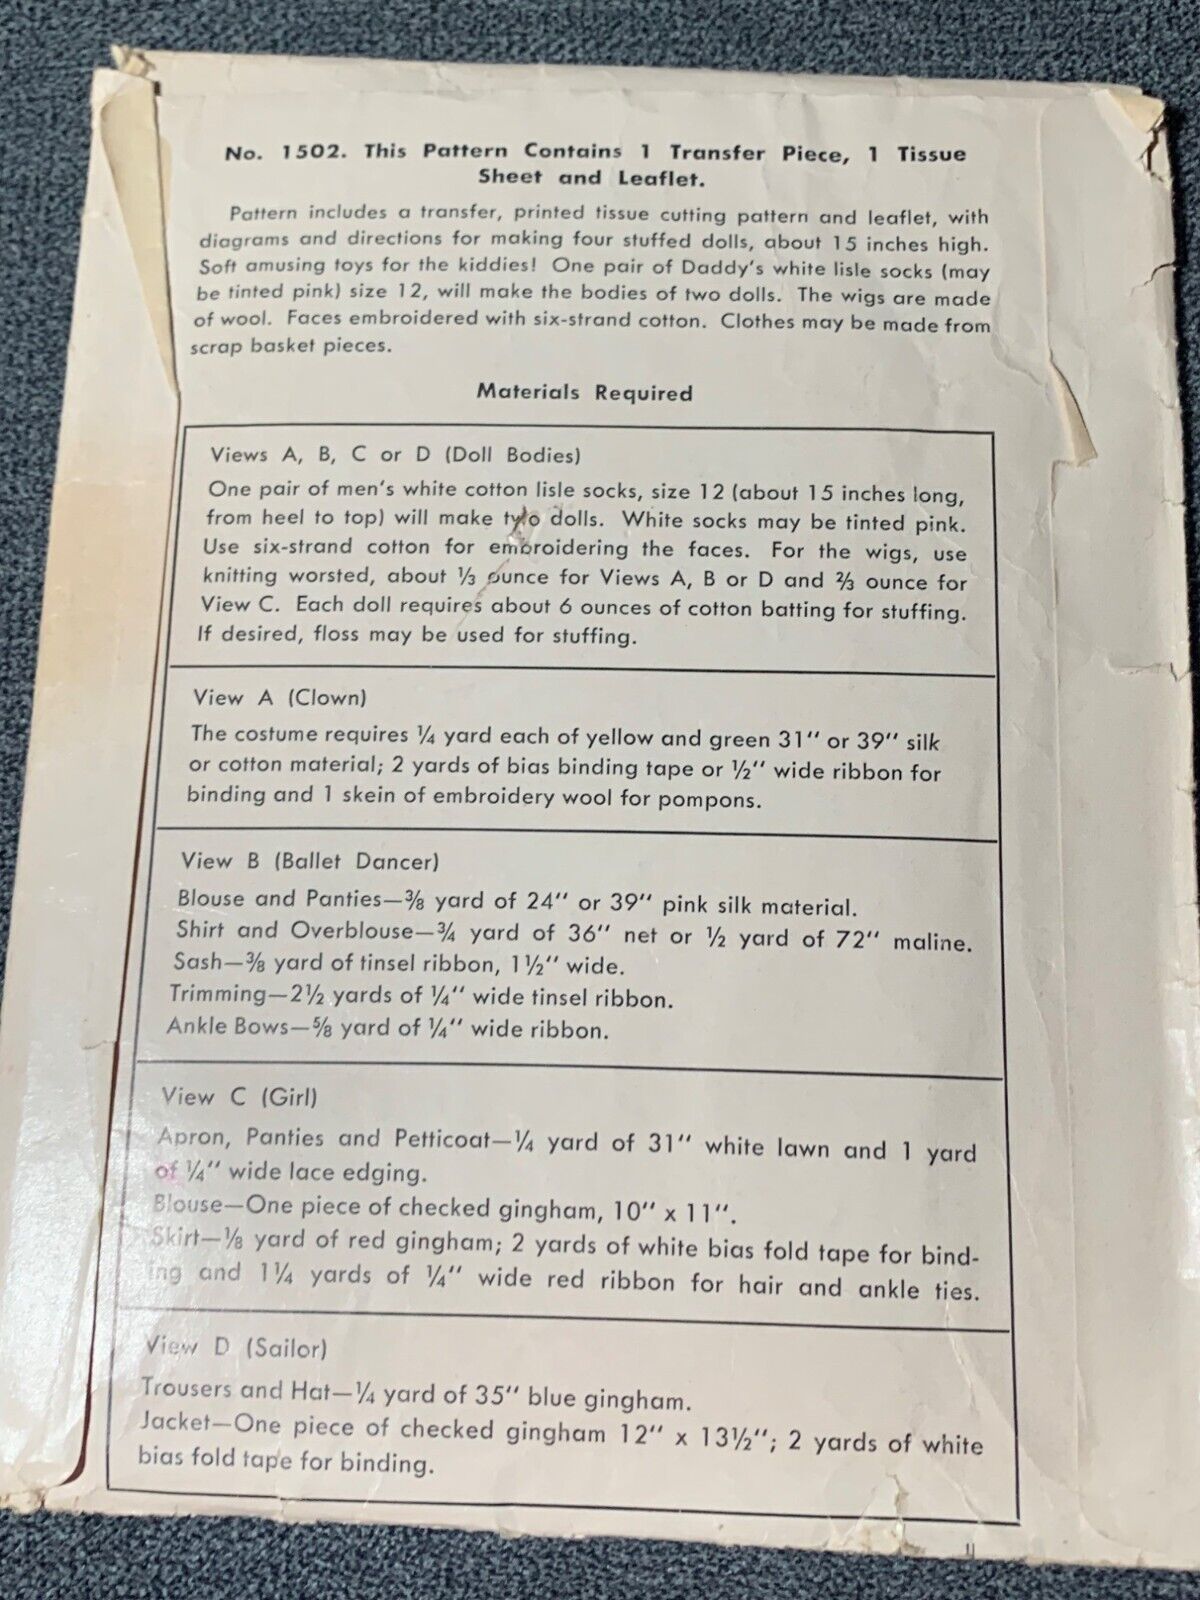 No. 1502. This Pattern Contains 1 Transfer Piece, 1 Tissue
Sheet and Leaflet.
Pattern includes a transfer, printed tissue cutting pattern and leaflet, with
diagrams and directions for making four stuffed dolls, about 15 inches high.
Soft amusing toys for the kiddies! One pair of Daddy's white lisle socks (may
be tinted pink) size 12, will make the bodies of two dolls. The wigs are made
of wool. Faces embroidered with six-strand cotton. Clothes may be made from
scrap basket pieces.
Materials Required
Views A, B, C or D (Doll Bodies)
One pair of men's white cotton lisle socks, size 12 (about 15 inches long,
from heel to top) will make two dolls. White socks may be tinted pink.
Use six-strand cotton for embroidering the faces. For the wigs, use
knitting worsted, about ⅓ ounce for Views A, B or D and ⅔ ounce for
View C. Each doll requires about 6 ounces of cotton batting for stuffing.
If desired, floss may be used for stuffing.
View A (Clown)
The costume requires ¼ yard each of yellow and green 31" or 39" silk
or cotton material; 2 yards of bias binding tape or ½" wide ribbon for
binding and 1 skein of embroidery wool for pompons.
View B (Ballet Dancer)
Blouse and Panties—⅜ yard of 24" or 39" pink silk material.
Shirt and Overblouse—¾ yard of 36" net or ½ yard of 72" maline.
Sash—⅜ yard of tinsel ribbon, 1½" wide.
Trimming—2½ yards of ¼" wide tinsel ribbon.
Ankle Bows—⅝ yard of ¼" wide ribbon.
View C (Girl)
Apron, Panties and Petticoat—¼ yard of 31" white lawn and 1 yard
of ¼" wide lace edging.
Blouse—One piece of checked gingham, 10" x 11".
Skirt—⅛ yard of red gingham; 2 yards of white bias fold tape for bind-
ing and 1¼ yards of ¼" wide red ribbon for hair and ankle ties.
View D (Sailor)
Trousers and Hat—¼ yard of 35" blue gingham.
Jacket—One piece of checked gingham 12" x 13½"; 2 yards of white
bias fold tape for binding.